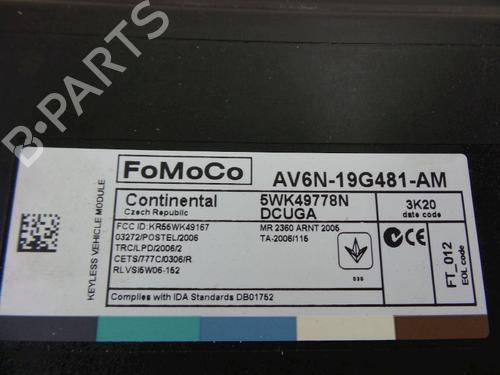 B-PARTS
KEYLESS VEHICLE MODULE
FoMoCo
AV6N-19G481-AM
Continental
Czech Republic
5WK49778N
DCUGA
3K20
date code
FCC ID:KR55WK49167
03272/POSTEL/2006
TRC/LPD/2006/2
CETS/777C/0306/R
RLVSI5W06-152
MR 2360 ARNT 2005
TA-2006/115
Complies with IDA Standards DB01752
FT_012
EOL code